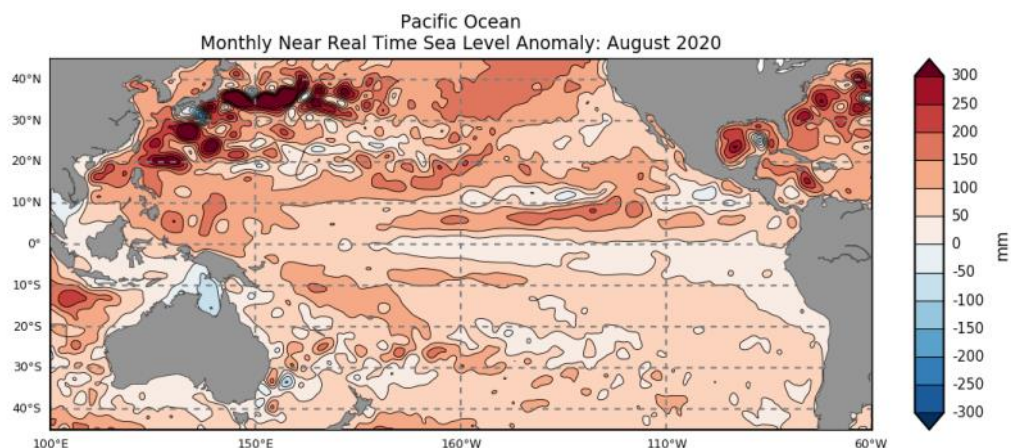 Pacific Ocean
Monthly Near Real Time Sea Level Anomaly: August 2020
40°N
30°N
20°N
10°N
0°
10°S
20°S
30°S
40°S
100°E
150°E
160°W
110°W
60°W
300
250
200
150
100
50
0
-50
-100
-150
-200
-250
-300
mm